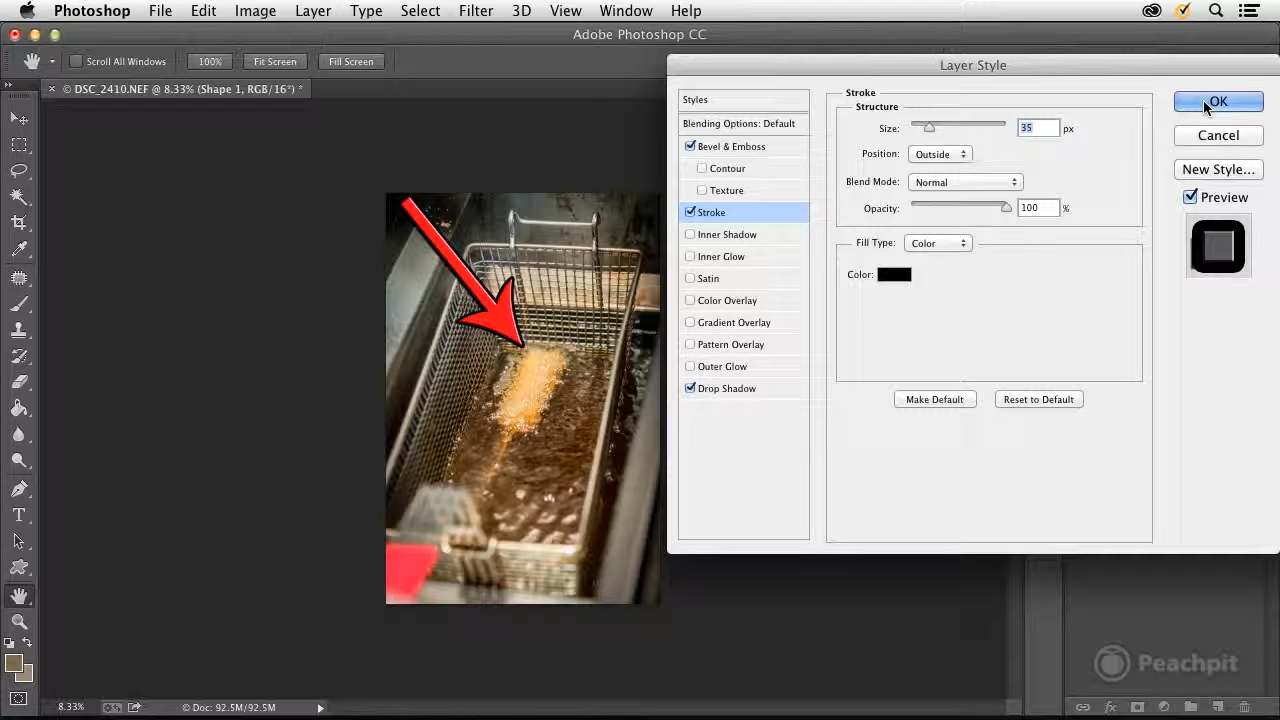 Photoshop File Edit Image Layer Type Select Filter 3D View Window Help
Adobe Photoshop CC
Scroll All Windows 100% Fit Screen Fill Screen
© DSC_2410.NEF @ 8.33% (Shape 1, RGB/16*) *
Layer Style
Styles
Blending Options: Default
Bevel & Emboss
Contour
Texture
Stroke
Inner Shadow
Inner Glow
Satin
Color Overlay
Gradient Overlay
Pattern Overlay
Outer Glow
Drop Shadow
Stroke
Structure
Size: 35 px
Position: Outside
Blend Mode: Normal
Opacity: 100 %
Fill Type: Color
Color:
Make Default Reset to Default
OK
Cancel
New Style...
Preview
Peachpit
8.33% © Doc: 92.5M/92.5M